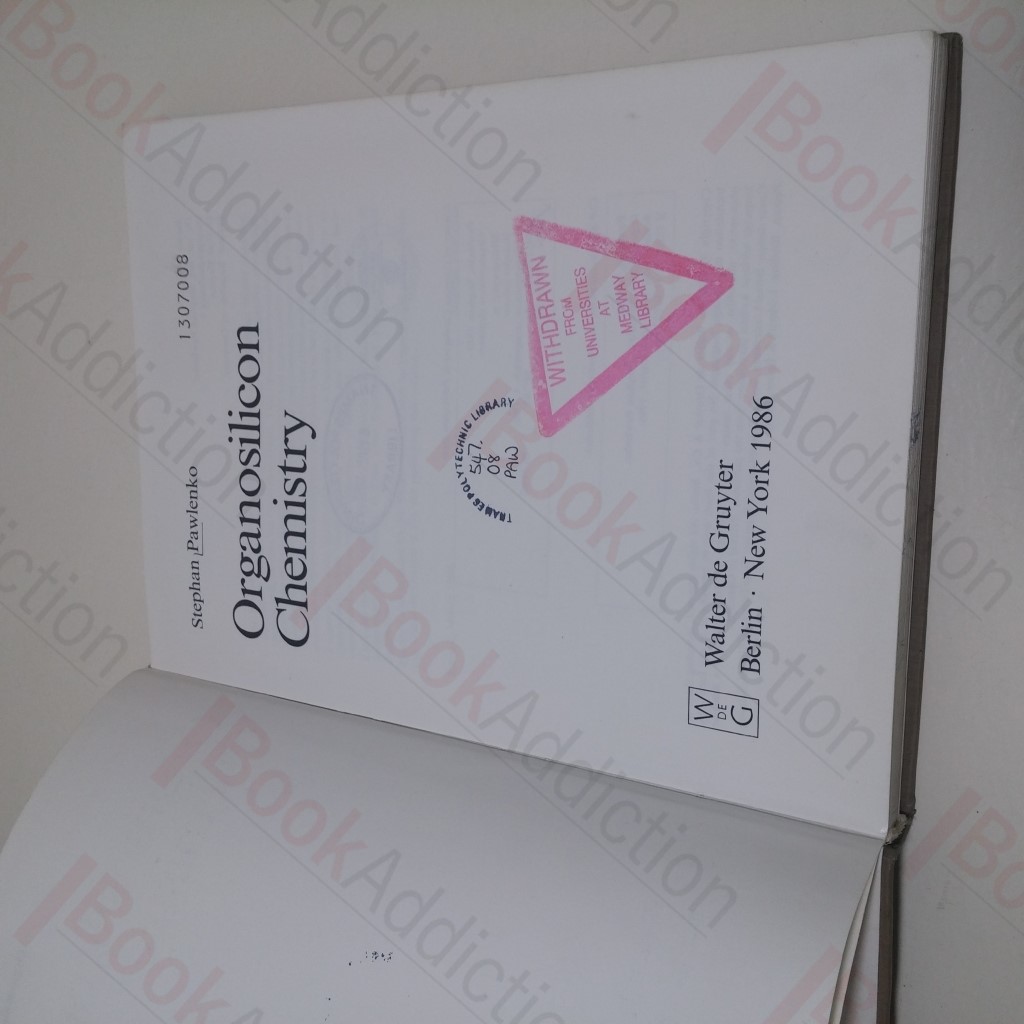 Stephan Pawlenko
1307008
Organosilicon
Chemistry
THAMES POLYTECHNIC LIBRARY
547.
08
PAW
WITHDRAWN
FROM
UNIVERSITIES
AT
MEDWAY
LIBRARY
W
DE
G
Walter de Gruyter
Berlin · New York 1986
BookAddiction